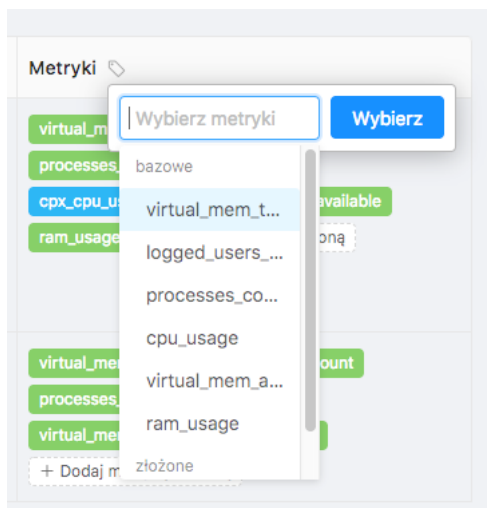 Metryki
Wybierz metryki Wybierz
virtual_m
processes_
bazowe
cpx_cpu_u available
virtual_mem_t...
ram_usage oną
logged_users_...
processes_co...
cpu_usage
virtual_mem ount
virtual_mem_a...
processes_
ram_usage
virtual_mem
złożone
+ Dodaj m